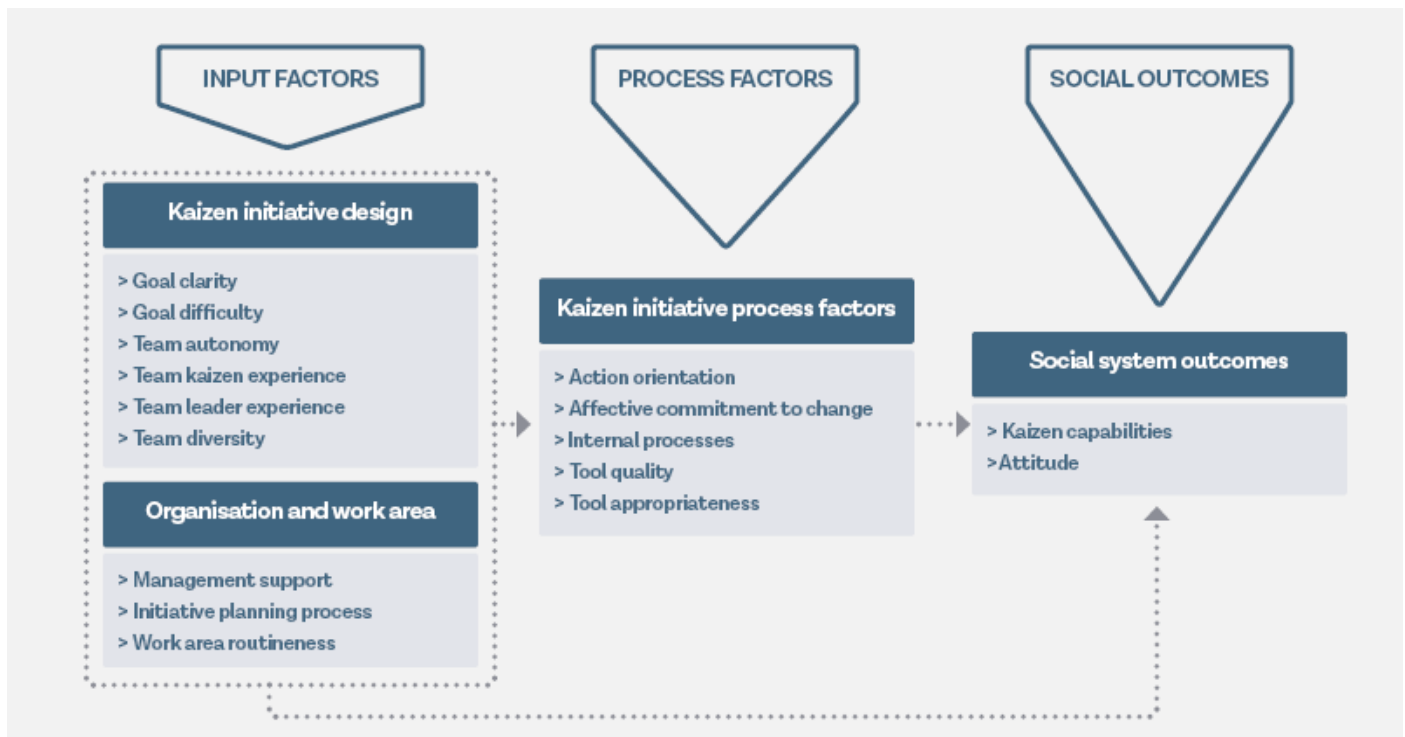 INPUT FACTORS
Kaizen initiative design
> Goal clarity
> Goal difficulty
> Team autonomy
> Team kaizen experience
> Team leader experience
> Team diversity
Organisation and work area
> Management support
> Initiative planning process
> Work area routineness
PROCESS FACTORS
Kaizen initiative process factors
> Action orientation
> Affective commitment to change
>Internal processes
> Tool quality
> Tool appropriateness
SOCIAL OUTCOMES
Social system outcomes
> Kaizen capabilities
>Attitude